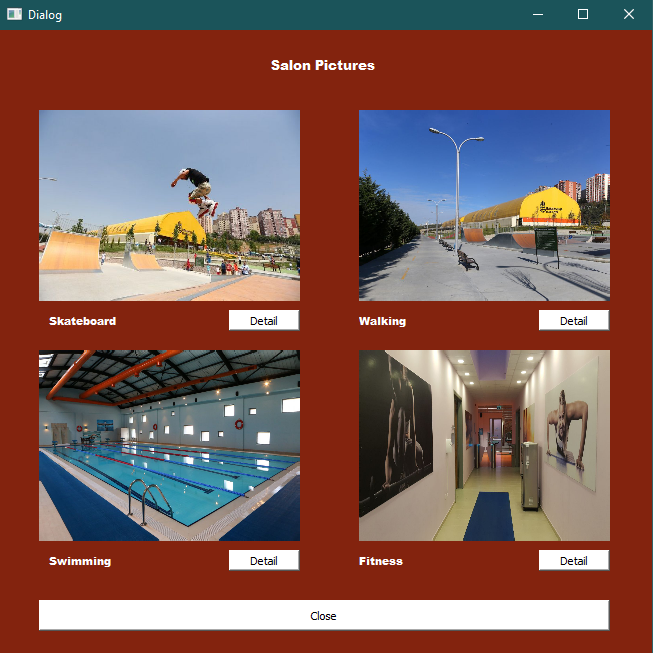 Dialog
Salon Pictures
Skateboard
Detail
Walking
Detail
Swimming
Detail
Fitness
Detail
Close